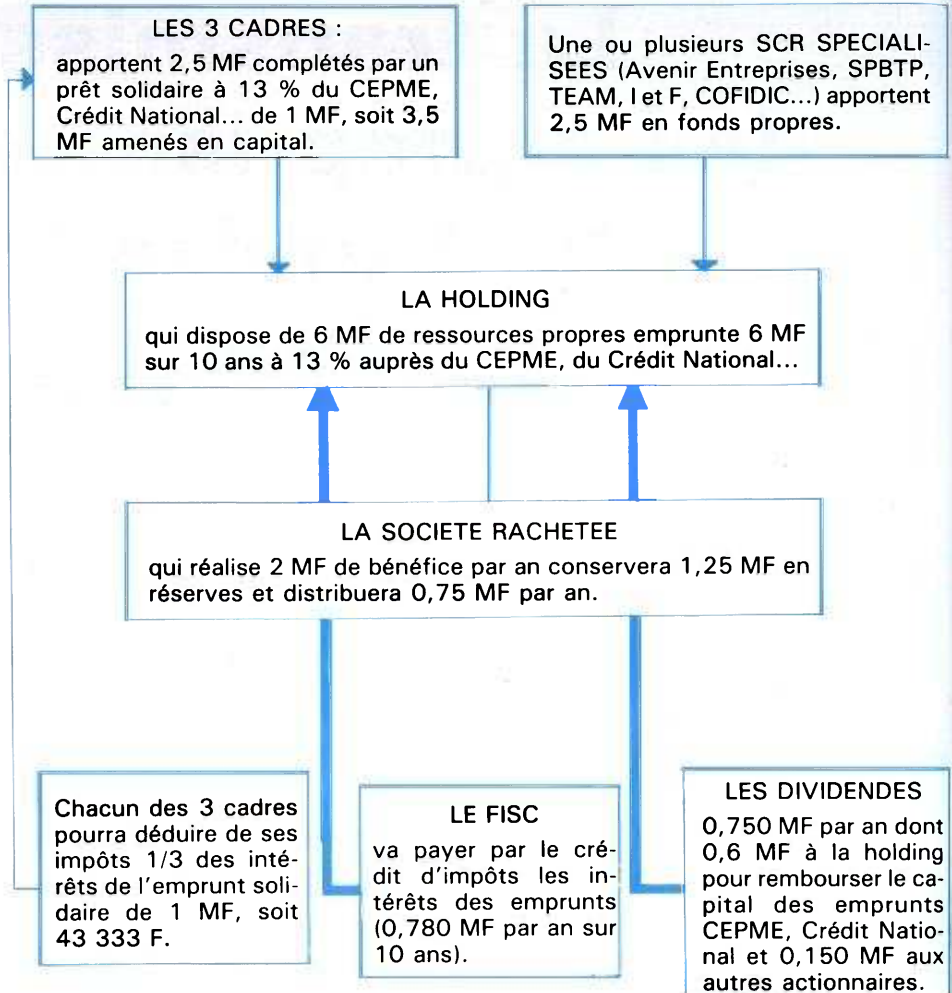 LES 3 CADRES :
apportent 2,5 MF complétés par un
prêt solidaire à 13 % du CEPME,
Crédit National... de 1 MF, soit 3,5
MF amenés en capital.
Une ou plusieurs SCR SPECIALI-
SEES (Avenir Entreprises, SPBTP,
TEAM, I et F, COFIDIC...) apportent
2,5 MF en fonds propres.
LA HOLDING
qui dispose de 6 MF de ressources propres emprunte 6 MF
sur 10 ans à 13 % auprès du CEPME, du Crédit National...
LA SOCIETE RACHETEE
qui réalise 2 MF de bénéfice par an conservera 1,25 MF en
réserves et distribuera 0,75 MF par an.
Chacun des 3 cadres
pourra déduire de ses
impôts 1/3 des inté-
rêts de l'emprunt soli-
daire de 1 MF, soit
43 333 F.
LE FISC
va payer par le cré-
dit d'impôts les in-
térêts des emprunts
(0,780 MF par an sur
10 ans).
LES DIVIDENDES
0,750 MF par an dont
0,6 MF à la holding
pour rembourser le ca-
pital des emprunts
CEPME, Crédit Natio-
nal et 0,150 MF aux
autres actionnaires.